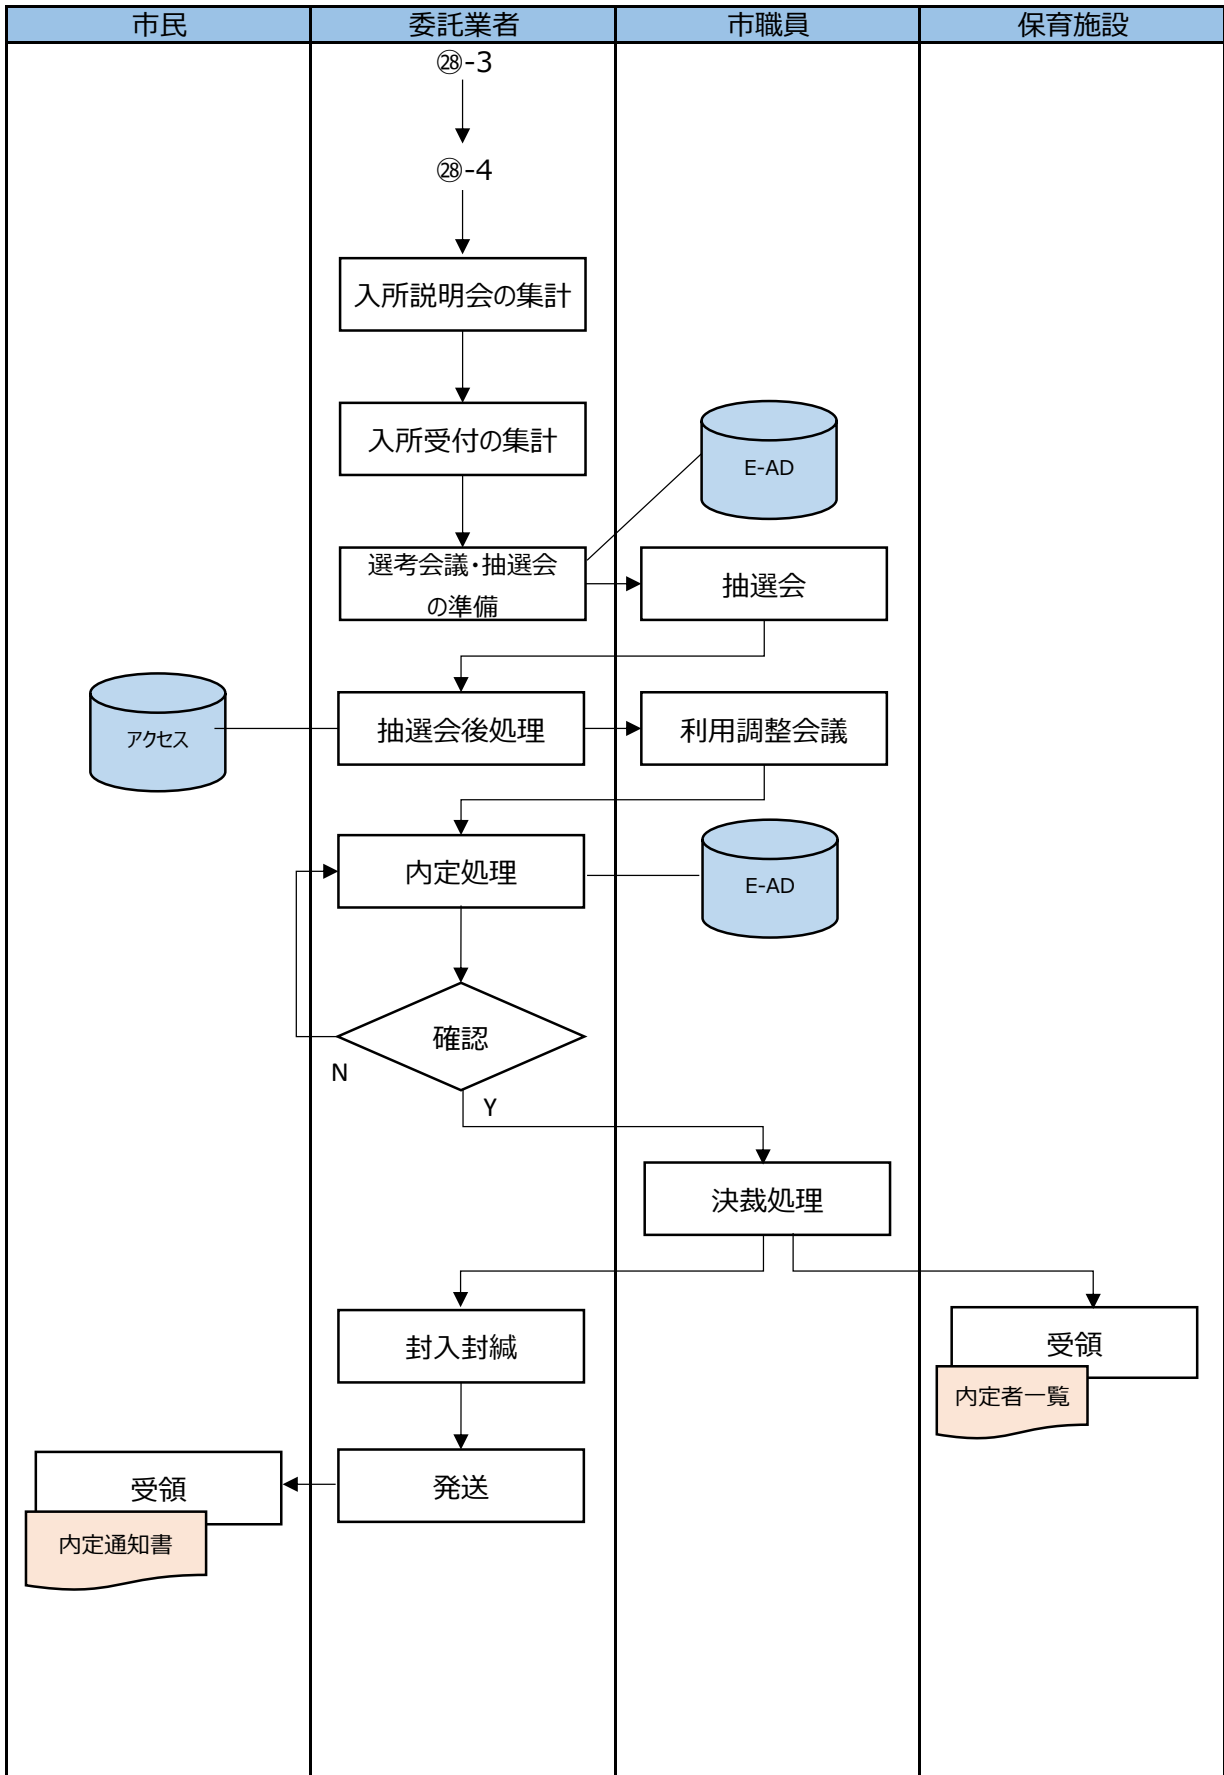 市民
委託業者
市職員
保育施設
㉘-3
㉘-4
入所説明会の集計
入所受付の集計
E-AD
選考会議・抽選会
の準備
抽選会
アクセス
抽選会後処理
利用調整会議
内定処理
E-AD
確認
N
Y
決裁処理
封入封緘
受領
内定者一覧
受領
発送
内定通知書